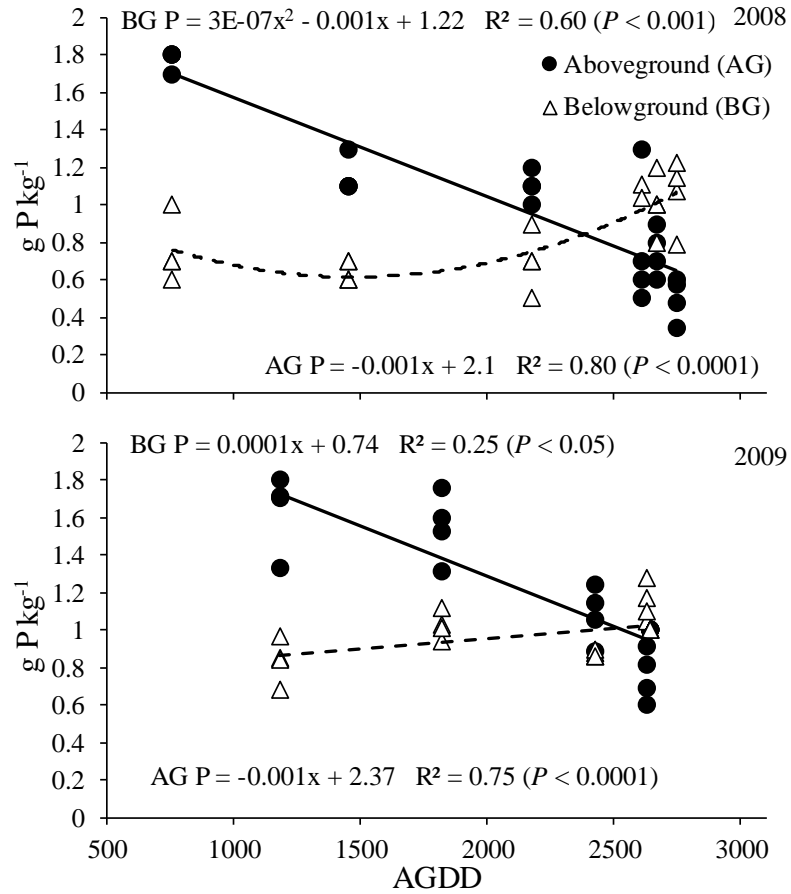 BG P = 3E-07x² - 0.001x + 1.22 R² = 0.60 (P < 0.001)
2008
Aboveground (AG)
Belowground (BG)
2
1.8
1.6
1.4
1.2
1
0.8
0.6
0.4
0.2
0
g P kg⁻¹
AG P = -0.001x + 2.1 R² = 0.80 (P < 0.0001)
BG P = 0.0001x + 0.74 R² = 0.25 (P < 0.05)
2009
2
1.8
1.6
1.4
1.2
1
0.8
0.6
0.4
0.2
0
g P kg⁻¹
AG P = -0.001x + 2.37 R² = 0.75 (P < 0.0001)
500 1000 1500 2000 2500 3000
AGDD